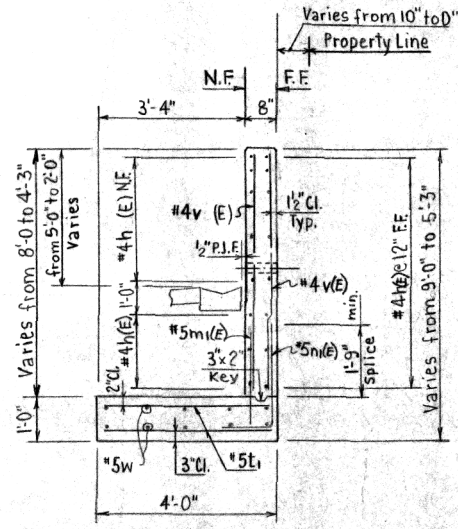 Varies from 10" to 0"
Property Line
N.F.
F.F.
3'-4"
8"
Varies from 8'-0 to 4'-3"
from 5'-0" to 2'-0"
Varies
#4h (E) N.F.
#4v (E)
1½" Cl.
Typ.
½" P.J.F.
1'-0"
#4h(E)
#4v(E)
#4h(E)@12" F.F.
Varies from 9'-0" to 5'-3"
#5m1(E)
#5n1(E)
1'-9" min.
splice
3"x2"
Key
2"Cl.
1'-0"
#5w
3"Cl.
#5t1
4'-0"